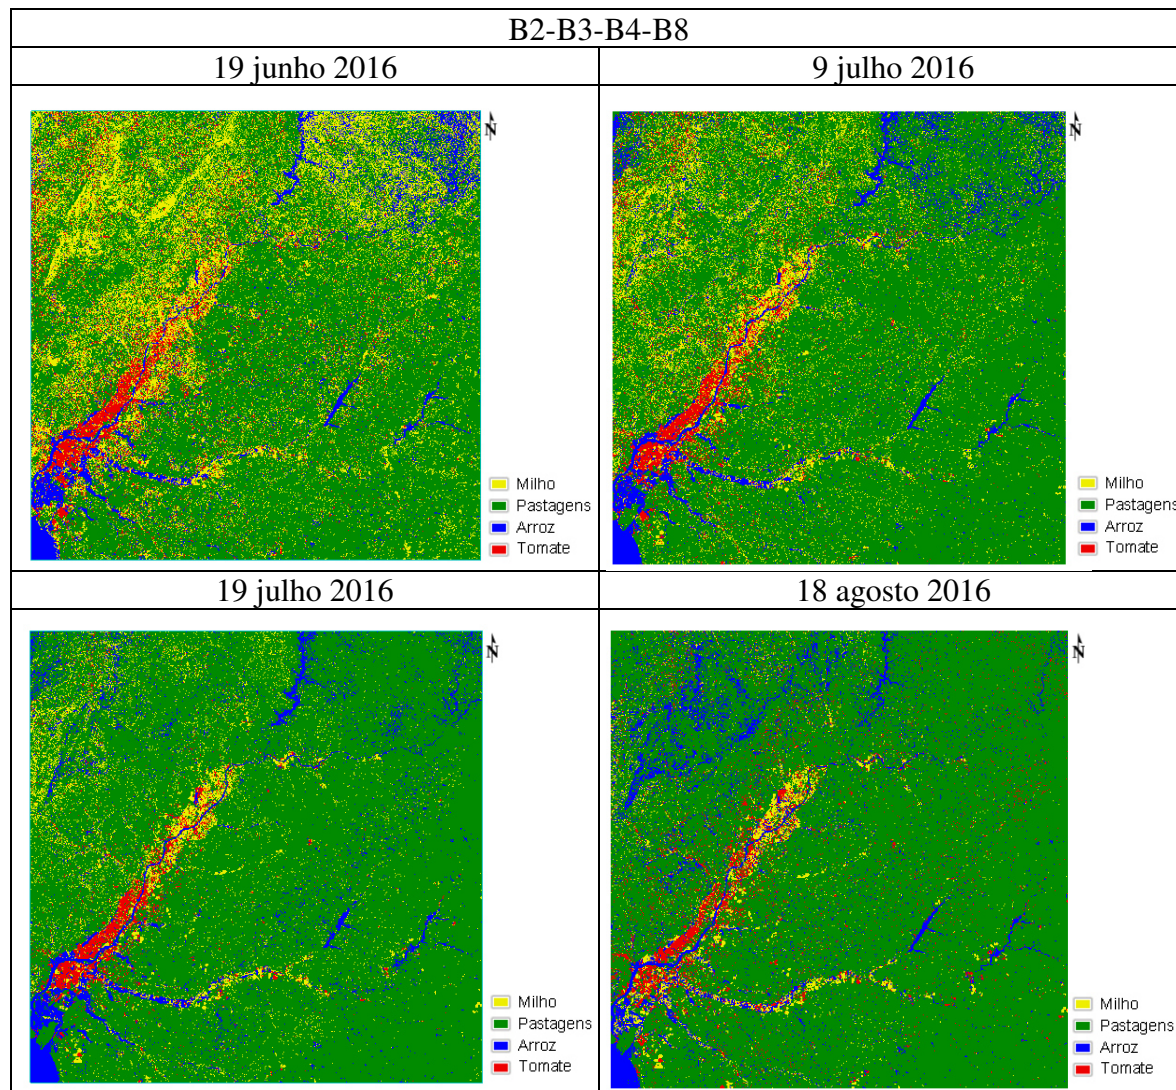 B2-B3-B4-B8
19 junho 2016
9 julho 2016
N
N
Milho
Pastagens
Arroz
Tomate
Milho
Pastagens
Arroz
Tomate
19 julho 2016
18 agosto 2016
N
N
Milho
Pastagens
Arroz
Tomate
Milho
Pastagens
Arroz
Tomate